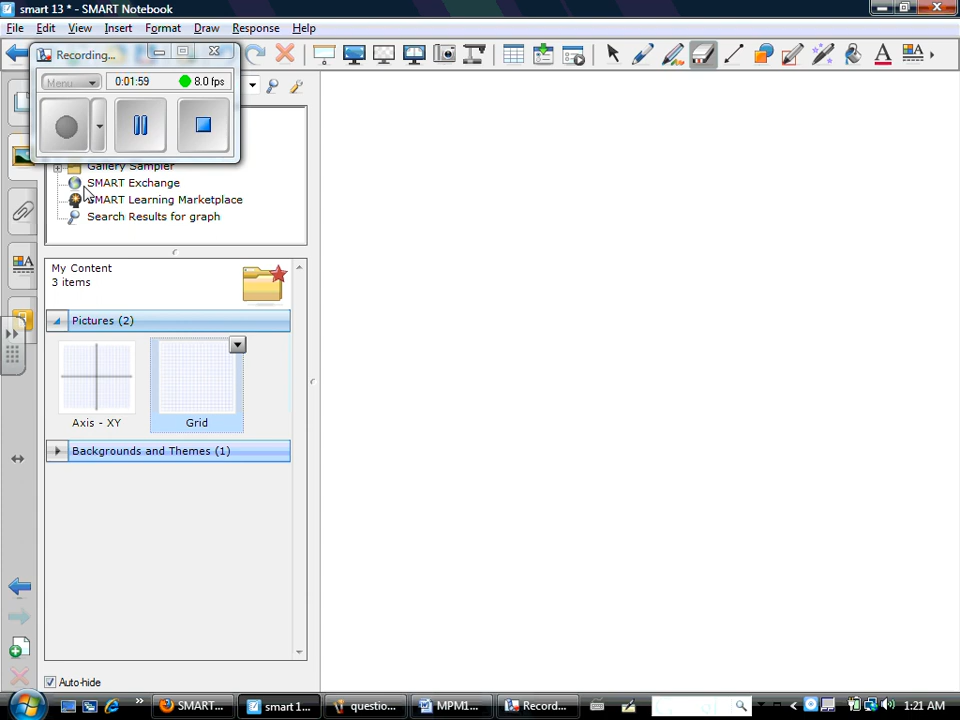 smart 13 * - SMART Notebook
File Edit View Insert Format Draw Response Help
Recording...
Menu 0:01:59 8.0 fps
Gallery Sampler
SMART Exchange
SMART Learning Marketplace
Search Results for graph
My Content
3 items
Pictures (2)
Axis - XY Grid
Backgrounds and Themes (1)
Auto-hide
SMART... smart 1... questio... MPM1... Record... 1:21 AM